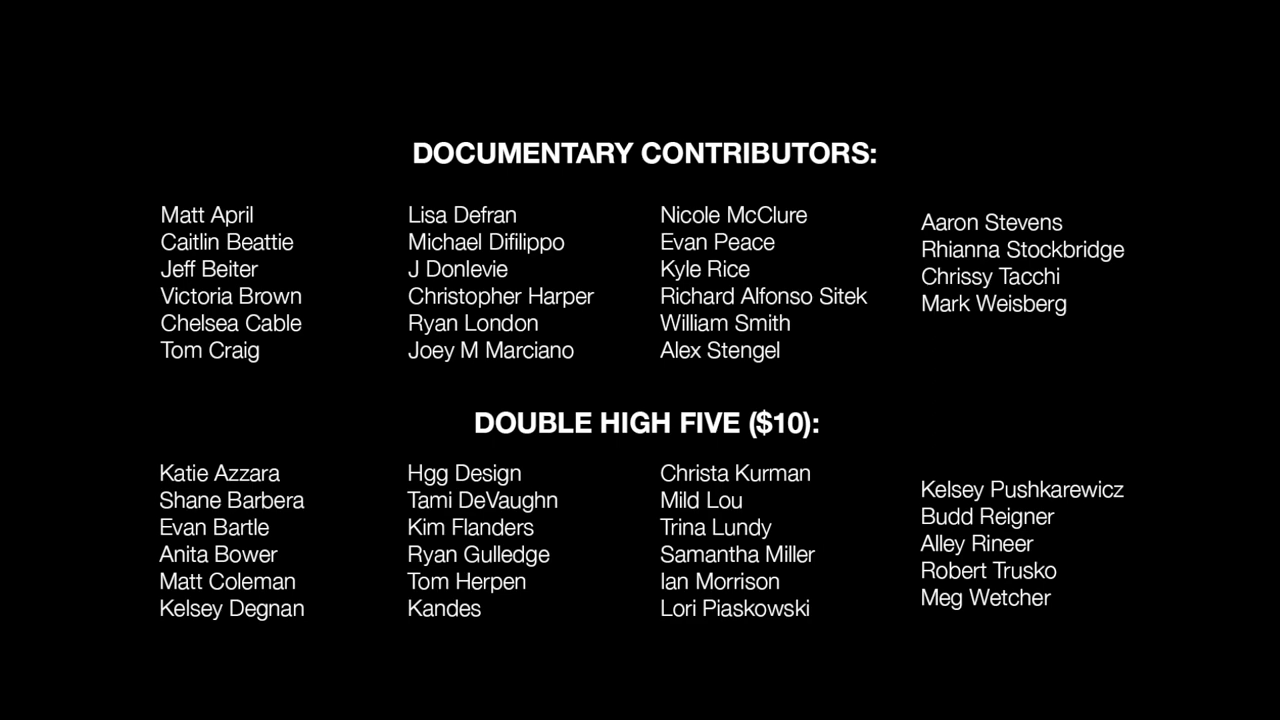 DOCUMENTARY CONTRIBUTORS:
Matt April
Caitlin Beattie
Jeff Beiter
Victoria Brown
Chelsea Cable
Tom Craig
Lisa Defran
Michael Difilippo
J Donlevie
Christopher Harper
Ryan London
Joey M Marciano
Nicole McClure
Evan Peace
Kyle Rice
Richard Alfonso Sitek
William Smith
Alex Stengel
Aaron Stevens
Rhianna Stockbridge
Chrissy Tacchi
Mark Weisberg
DOUBLE HIGH FIVE ($10):
Katie Azzara
Shane Barbera
Evan Bartle
Anita Bower
Matt Coleman
Kelsey Degnan
Hgg Design
Tami DeVaughn
Kim Flanders
Ryan Gulledge
Tom Herpen
Kandes
Christa Kurman
Mild Lou
Trina Lundy
Samantha Miller
Ian Morrison
Lori Piaskowski
Kelsey Pushkarewicz
Budd Reigner
Alley Rineer
Robert Trusko
Meg Wetcher